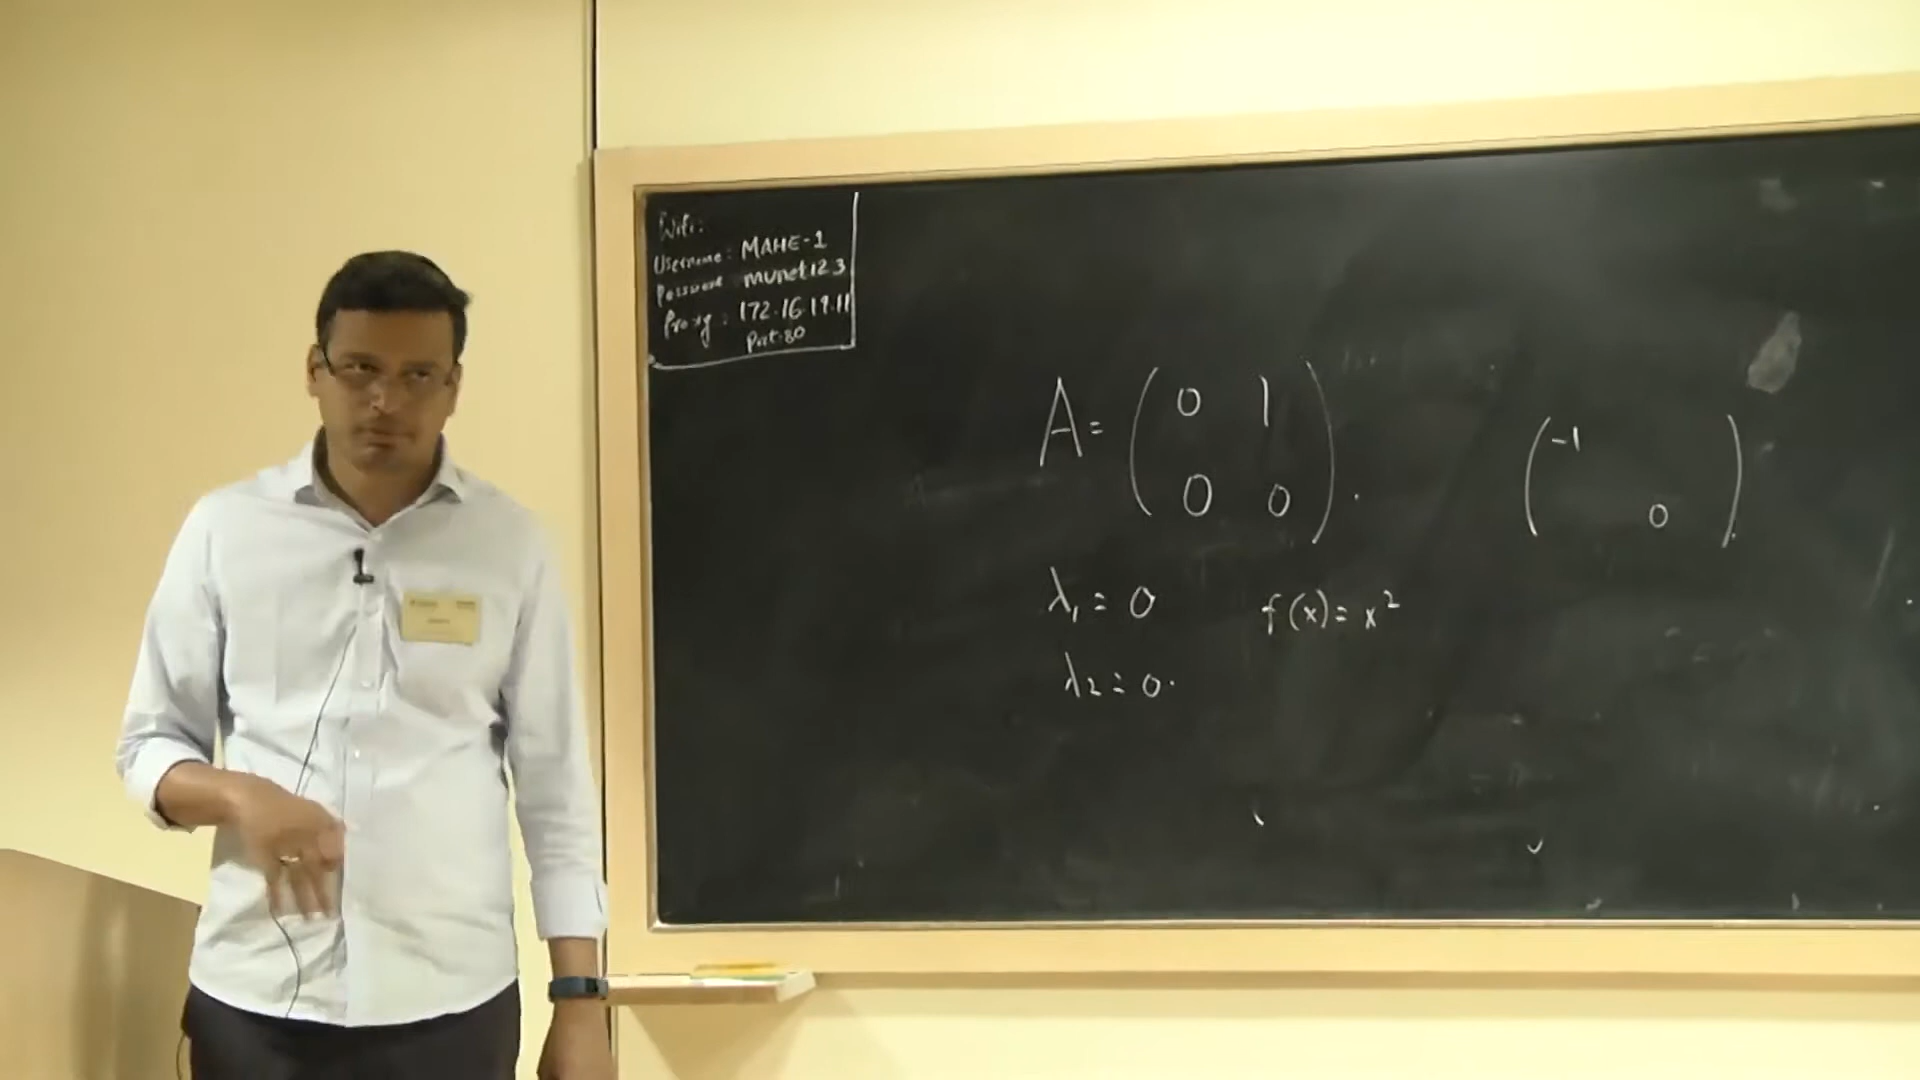 Wifi:
Username: MAHE-1
Password munet123
Proxy: 172.16.19.11
Port:80
A = ( 0 1
0 0 ).
( -1
0 )
λ₁ = 0
f(x) = x²
λ2 = 0.